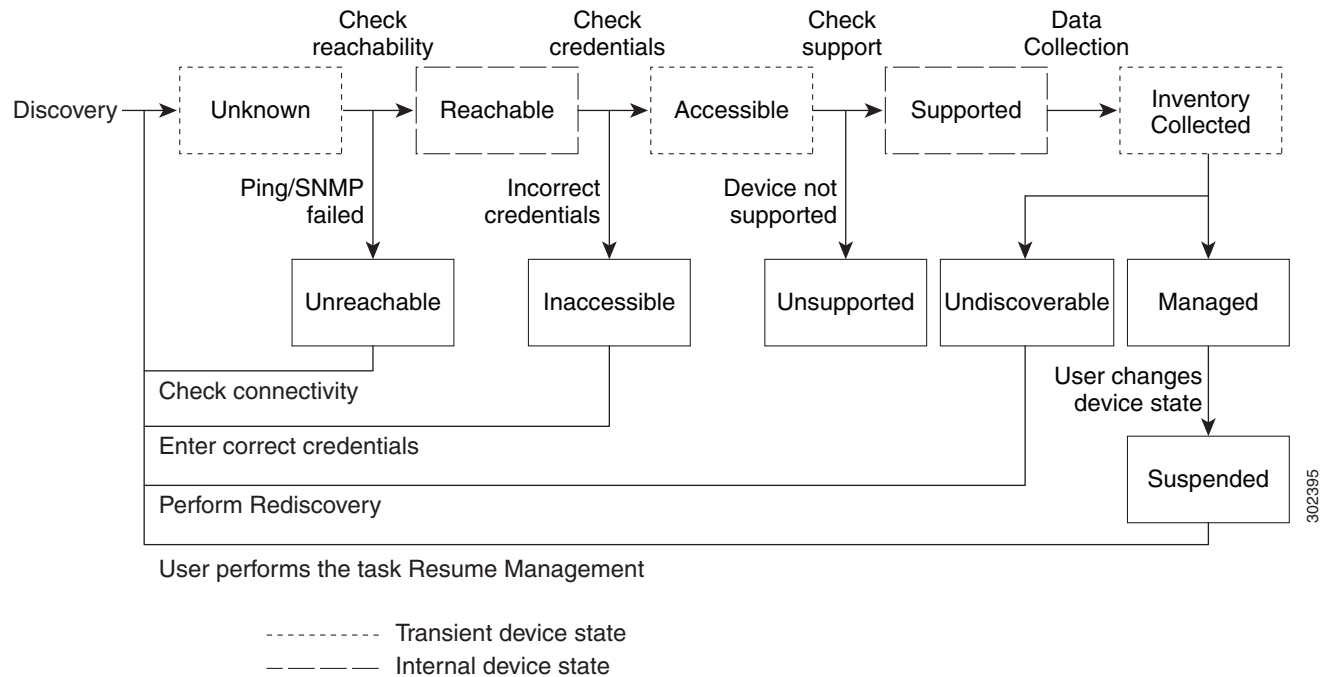 Check
reachability
Check
credentials
Check
support
Data
Collection
Discovery
Unknown
Reachable
Accessible
Supported
Inventory
Collected
Ping/SNMP
failed
Incorrect
credentials
Device not
supported
Unreachable
Inaccessible
Unsupported
Undiscoverable
Managed
Check connectivity
User changes
device state
Enter correct credentials
Suspended
Perform Rediscovery
User performs the task Resume Management
302395
Transient device state
Internal device state